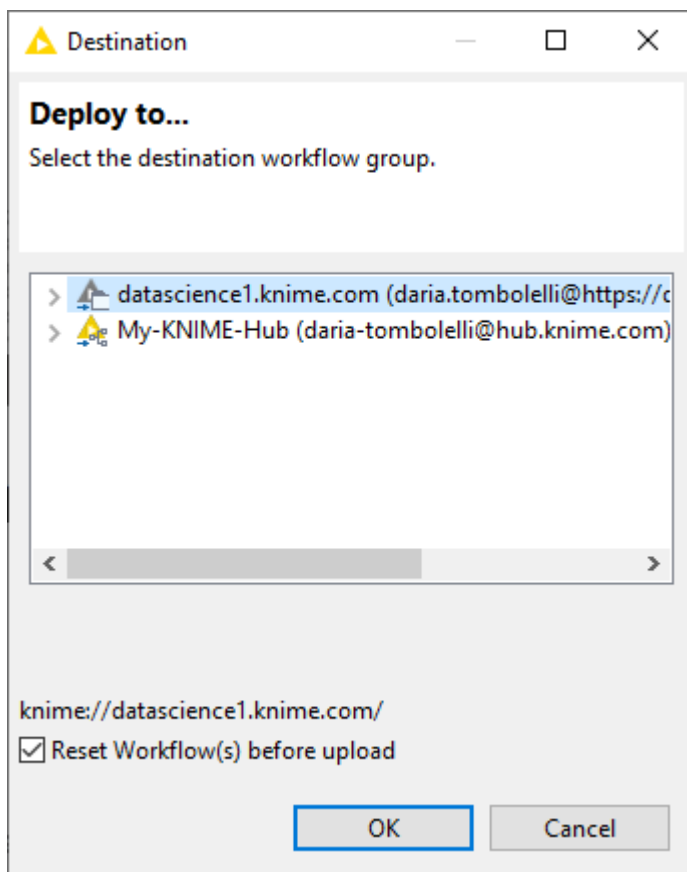 Destination
Deploy to...
Select the destination workflow group.
datascience1.knime.com (daria.tombolelli@https://
My-KNIME-Hub (daria-tombolelli@hub.knime.com)
knime://datascience1.knime.com/
Reset Workflow(s) before upload
OK Cancel